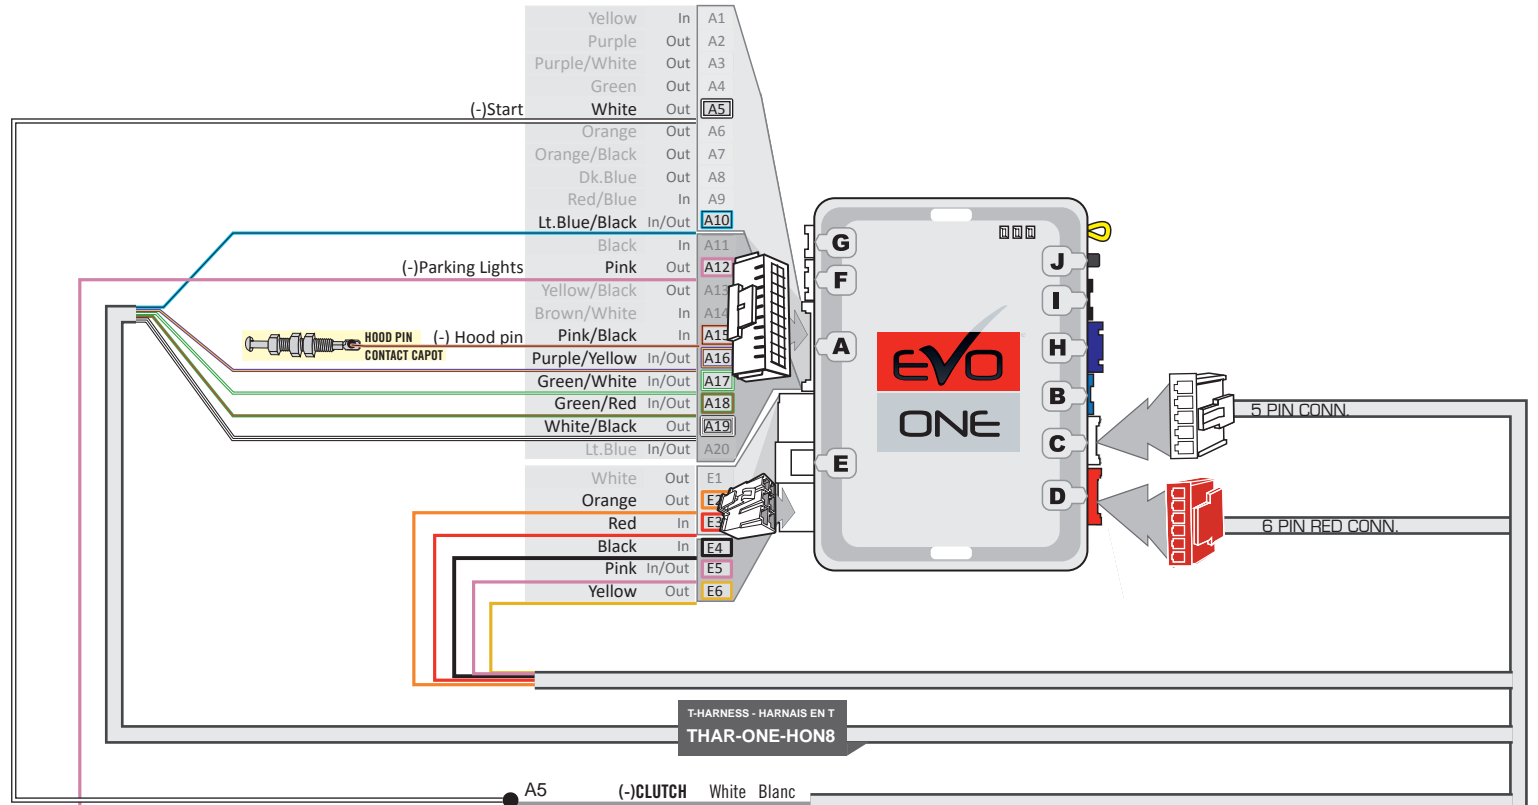 Yellow In A1
Purple Out A2
Purple/White Out A3
Green Out A4
(-)Start White Out A5
Orange Out A6
Orange/Black Out A7
Dk.Blue Out A8
Red/Blue In A9
Lt.Blue/Black In/Out A10
Black In A11
(-)Parking Lights Pink Out A12
Yellow/Black Out A13
Brown/White In A14
HOOD PIN
CONTACT CAPOT
(-) Hood pin Pink/Black In A15
Purple/Yellow In/Out A16
Green/White In/Out A17
Green/Red In/Out A18
White/Black Out A19
Lt.Blue In/Out A20
White Out E1
Orange Out E2
Red In E3
Black In E4
Pink In/Out E5
Yellow Out E6
G
F
A
E
J
I
H
B
C
D
EVO
ONE
5 PIN CONN.
6 PIN RED CONN.
T-HARNESS - HARNAIS EN T
THAR-ONE-HON8
A5 (-)CLUTCH White Blanc